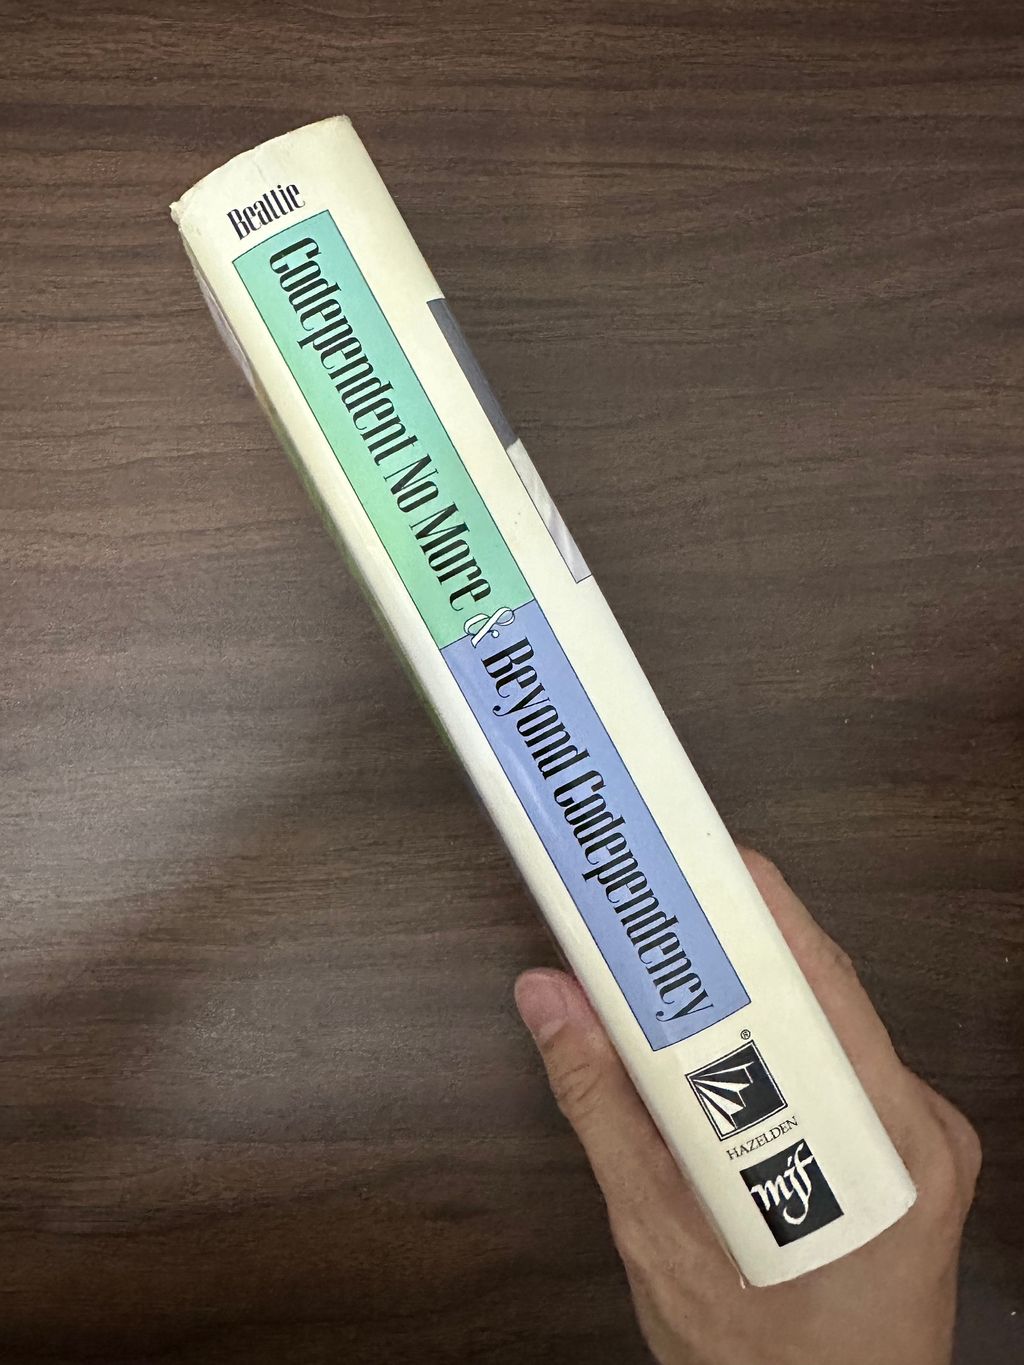 Beattie
Codependent No More
&
Beyond Codependency
®
HAZELDEN
mjf